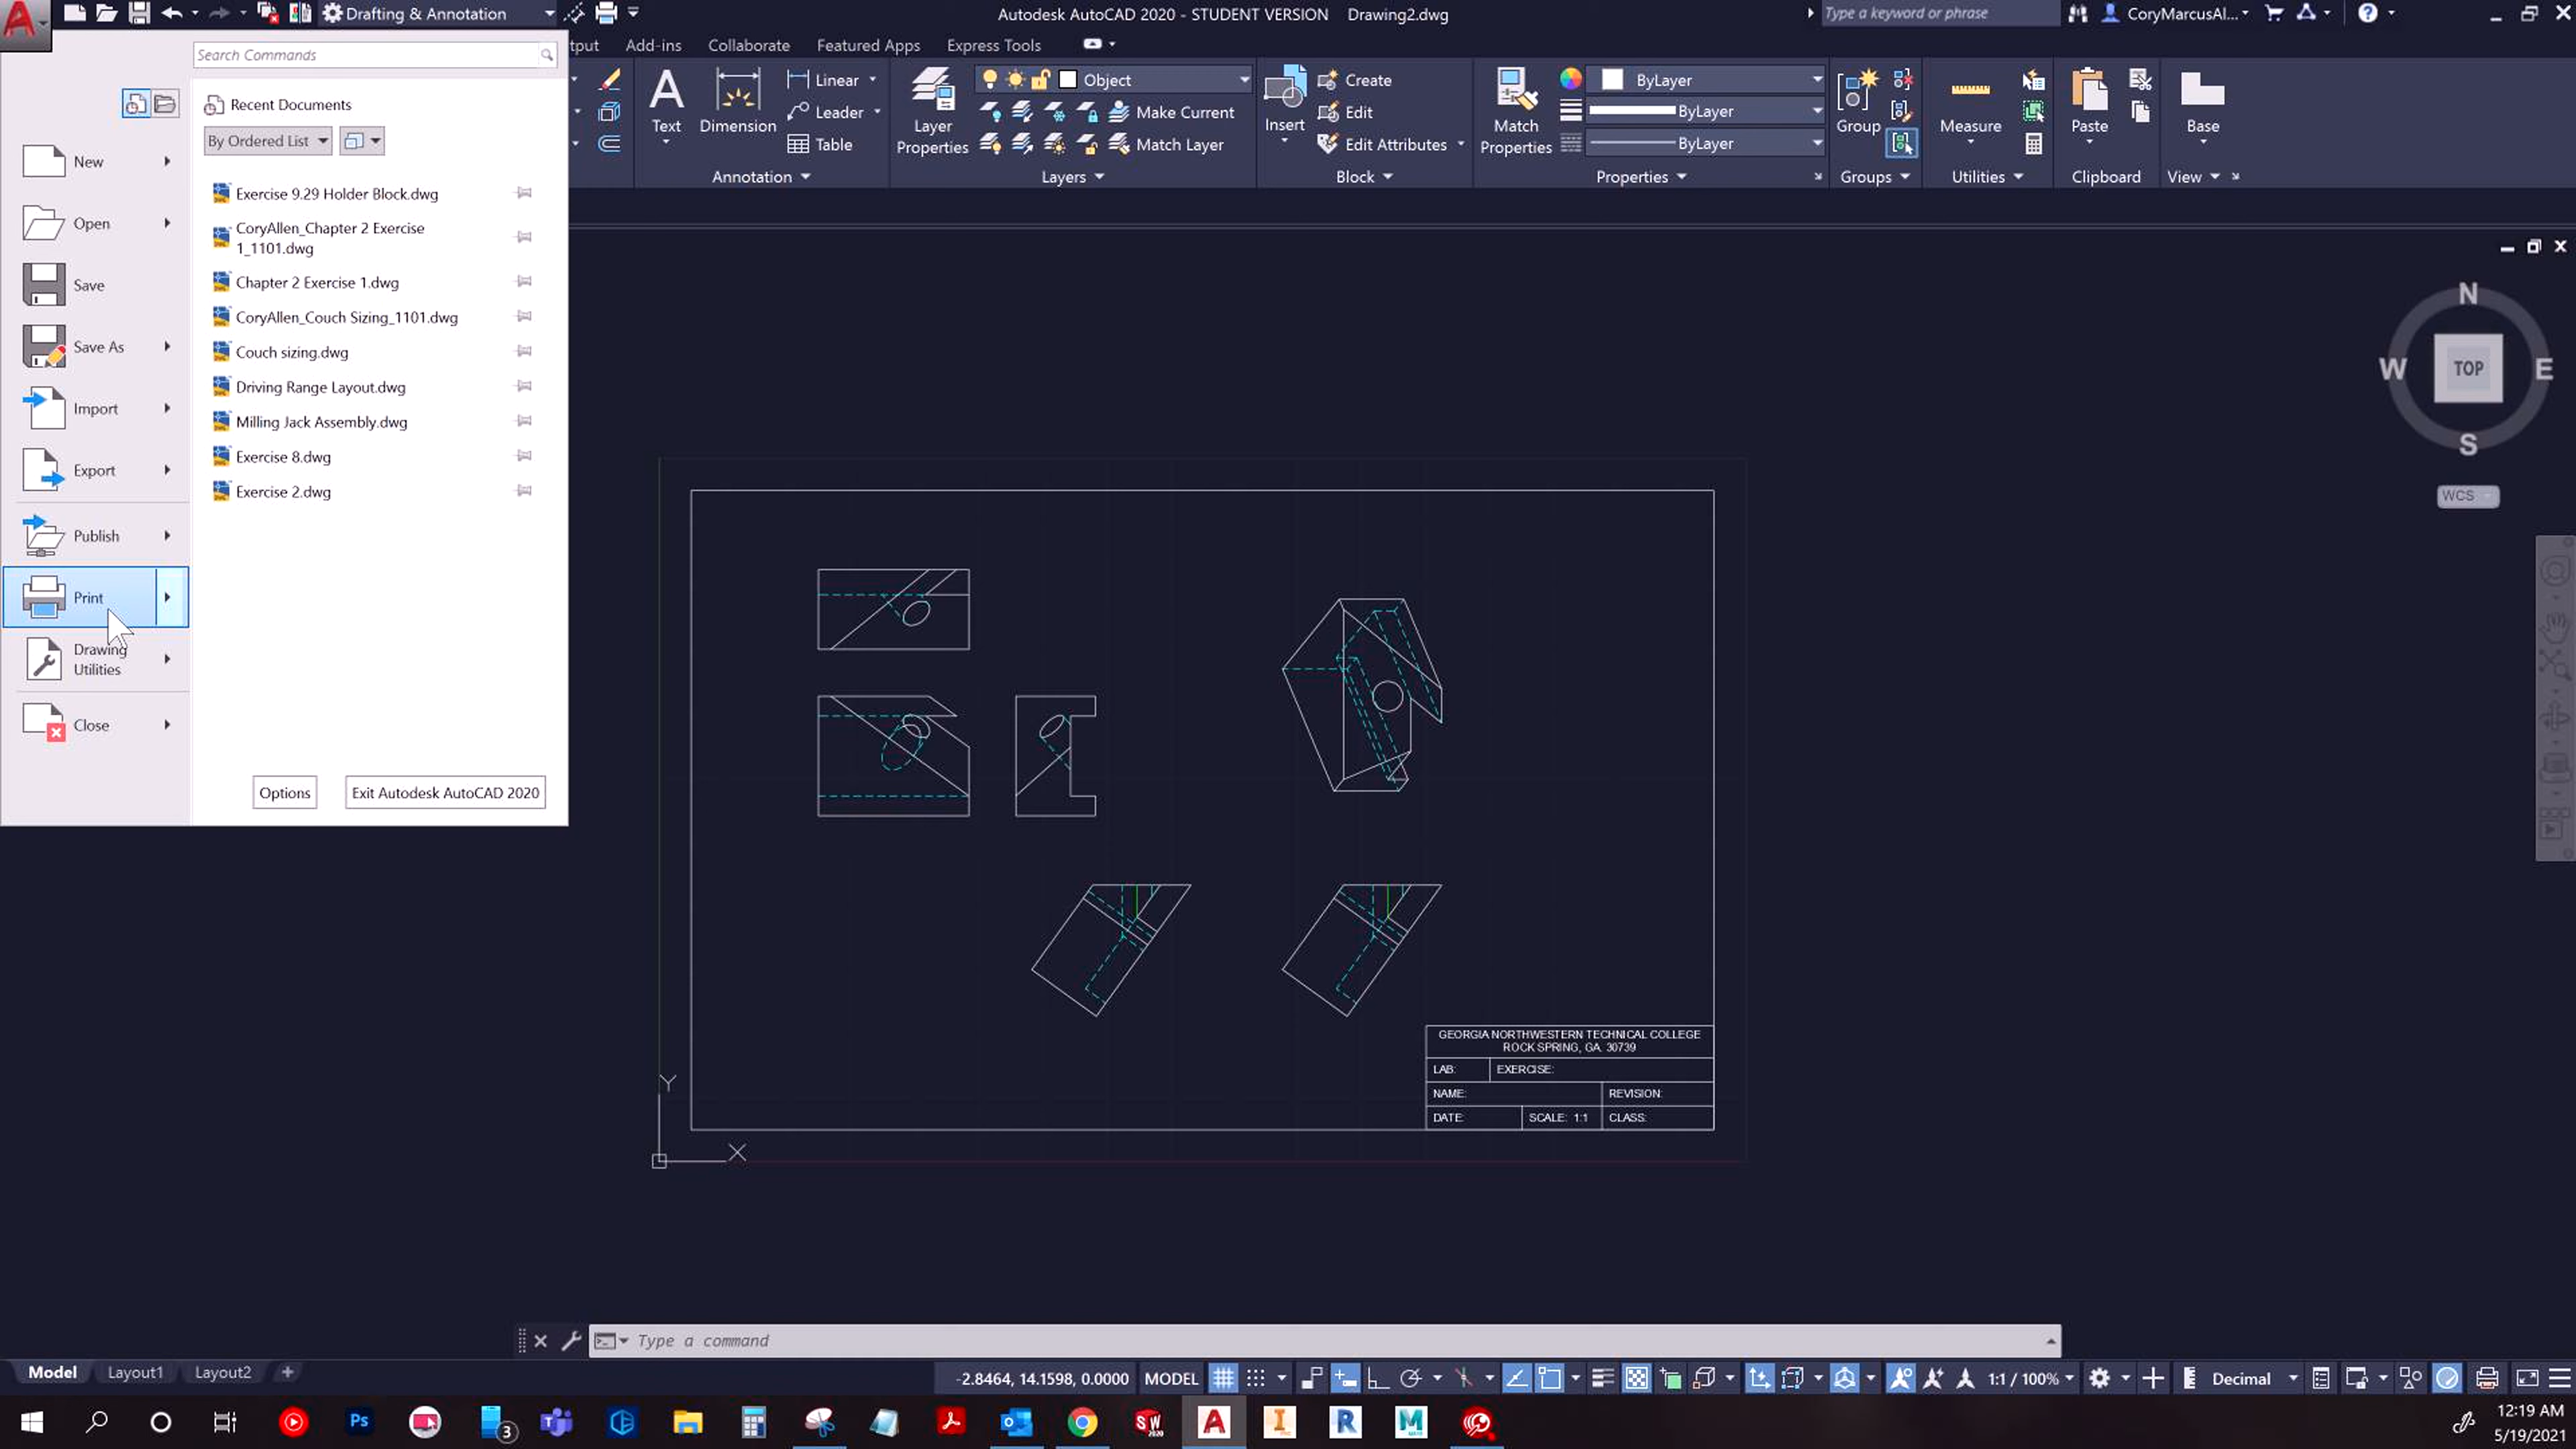 Drafting & Annotation
Autodesk AutoCAD 2020 - STUDENT VERSION Drawing2.dwg
Type a keyword or phrase
CoryMarcusAl...
Search Commands
Add-ins
Collaborate
Featured Apps
Express Tools
Recent Documents
By Ordered List
New
Open
Save
Save As
Import
Export
Publish
Print
Drawing
Utilities
Close
Exercise 9.29 Holder Block.dwg
CoryAllen_Chapter 2 Exercise
1_1101.dwg
Chapter 2 Exercise 1.dwg
CoryAllen_Couch Sizing_1101.dwg
Couch sizing.dwg
Driving Range Layout.dwg
Milling Jack Assembly.dwg
Exercise 8.dwg
Exercise 2.dwg
Options
Exit Autodesk AutoCAD 2020
Text
Dimension
Linear
Leader
Table
Annotation
Layer
Properties
Object
Make Current
Match Layer
Layers
Insert
Create
Edit
Edit Attributes
Block
Match
Properties
ByLayer
ByLayer
ByLayer
Properties
Group
Groups
Measure
Utilities
Paste
Clipboard
Base
View
N
W
TOP
E
S
WCS
GEORGIA NORTHWESTERN TECHNICAL COLLEGE
ROCK SPRING, GA 30739
LAB: EXERCISE:
NAME: REVISION:
DATE: SCALE: 1:1 CLASS:
Y
X
Type a command
Model Layout1 Layout2
-2.8464, 14.1598, 0.0000 MODEL
1:1 / 100%
Decimal
Ps
3
SW
2020
A
I
R
M
12:19 AM
5/19/2021